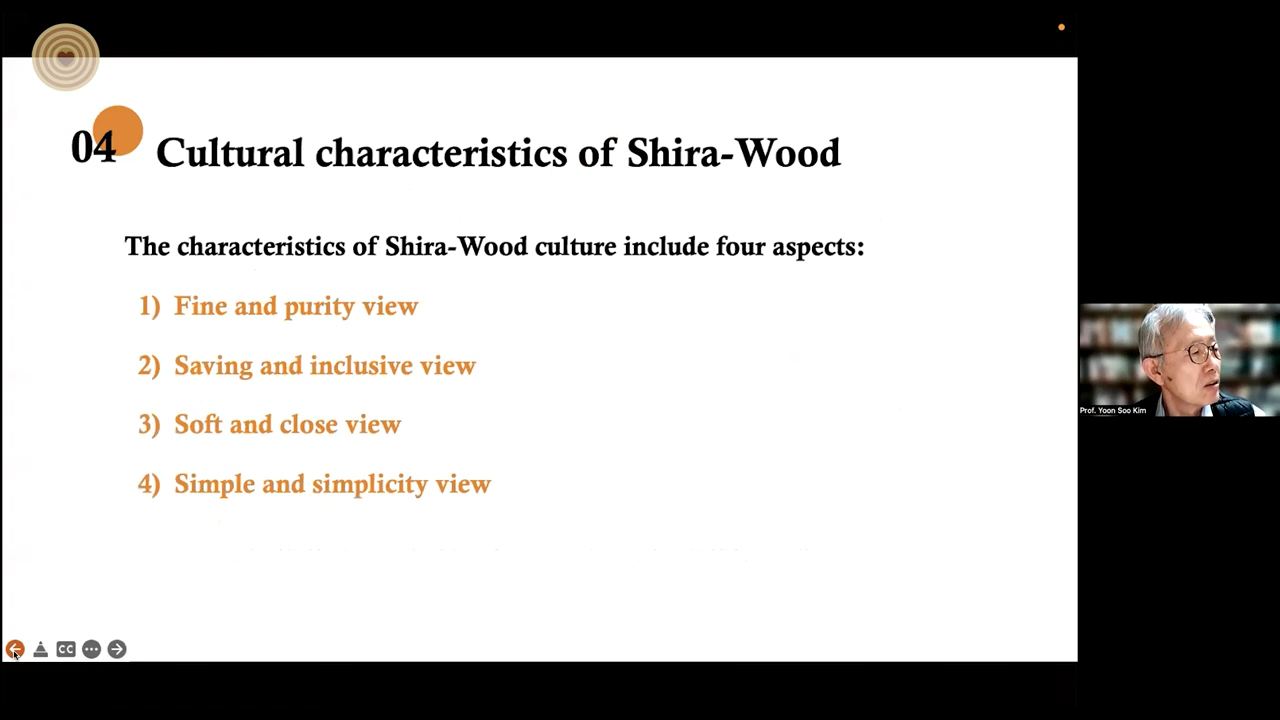 04
Cultural characteristics of Shira-Wood
The characteristics of Shira-Wood culture include four aspects:
1) Fine and purity view
2) Saving and inclusive view
3) Soft and close view
4) Simple and simplicity view
Prof. Yoon Soo Kim
CC